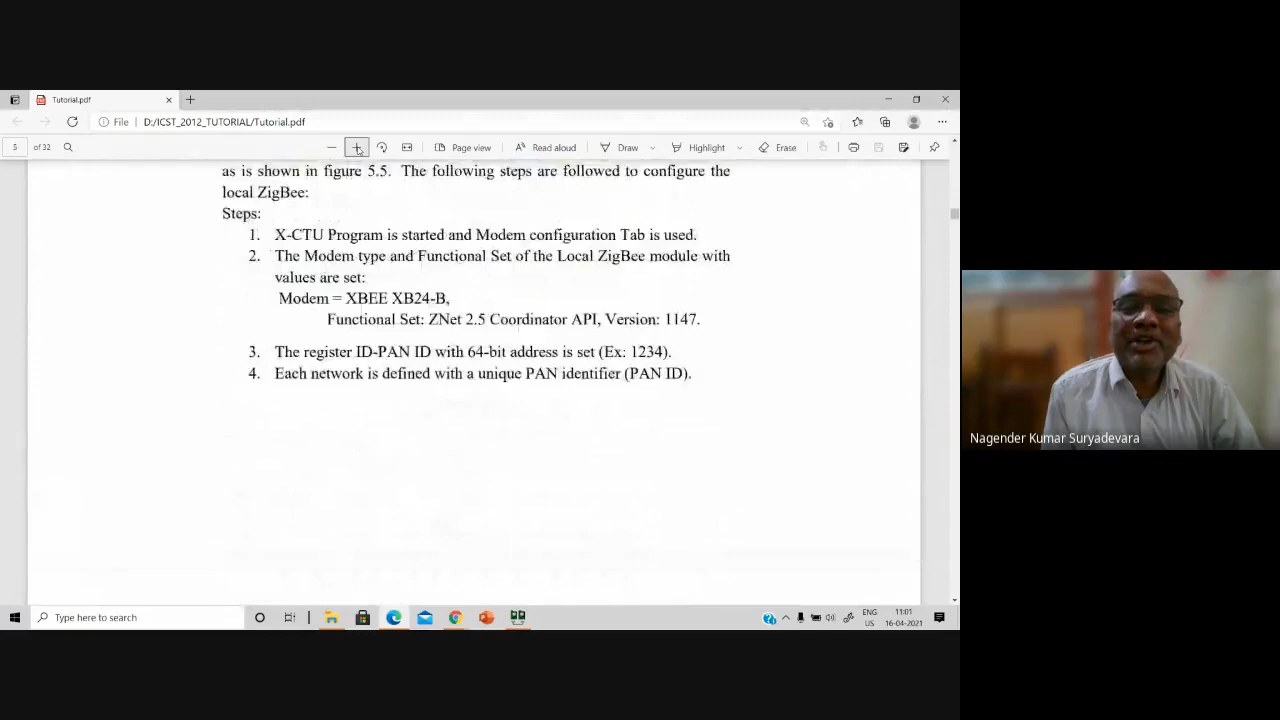 Tutorial.pdf
File
D:/ICST_2012_TUTORIAL/Tutorial.pdf
5 of 32
Page view
Read aloud
Draw
Highlight
Erase
as is shown in figure 5.5. The following steps are followed to configure the
local ZigBee:
Steps:
1. X-CTU Program is started and Modem configuration Tab is used.
2. The Modem type and Functional Set of the Local ZigBee module with
values are set:
Modem = XBEE XB24-B,
Functional Set: ZNet 2.5 Coordinator API, Version: 1147.
3. The register ID-PAN ID with 64-bit address is set (Ex: 1234).
4. Each network is defined with a unique PAN identifier (PAN ID).
Nagender Kumar Suryadevara
Type here to search
ENG
US
11:01
16-04-2021